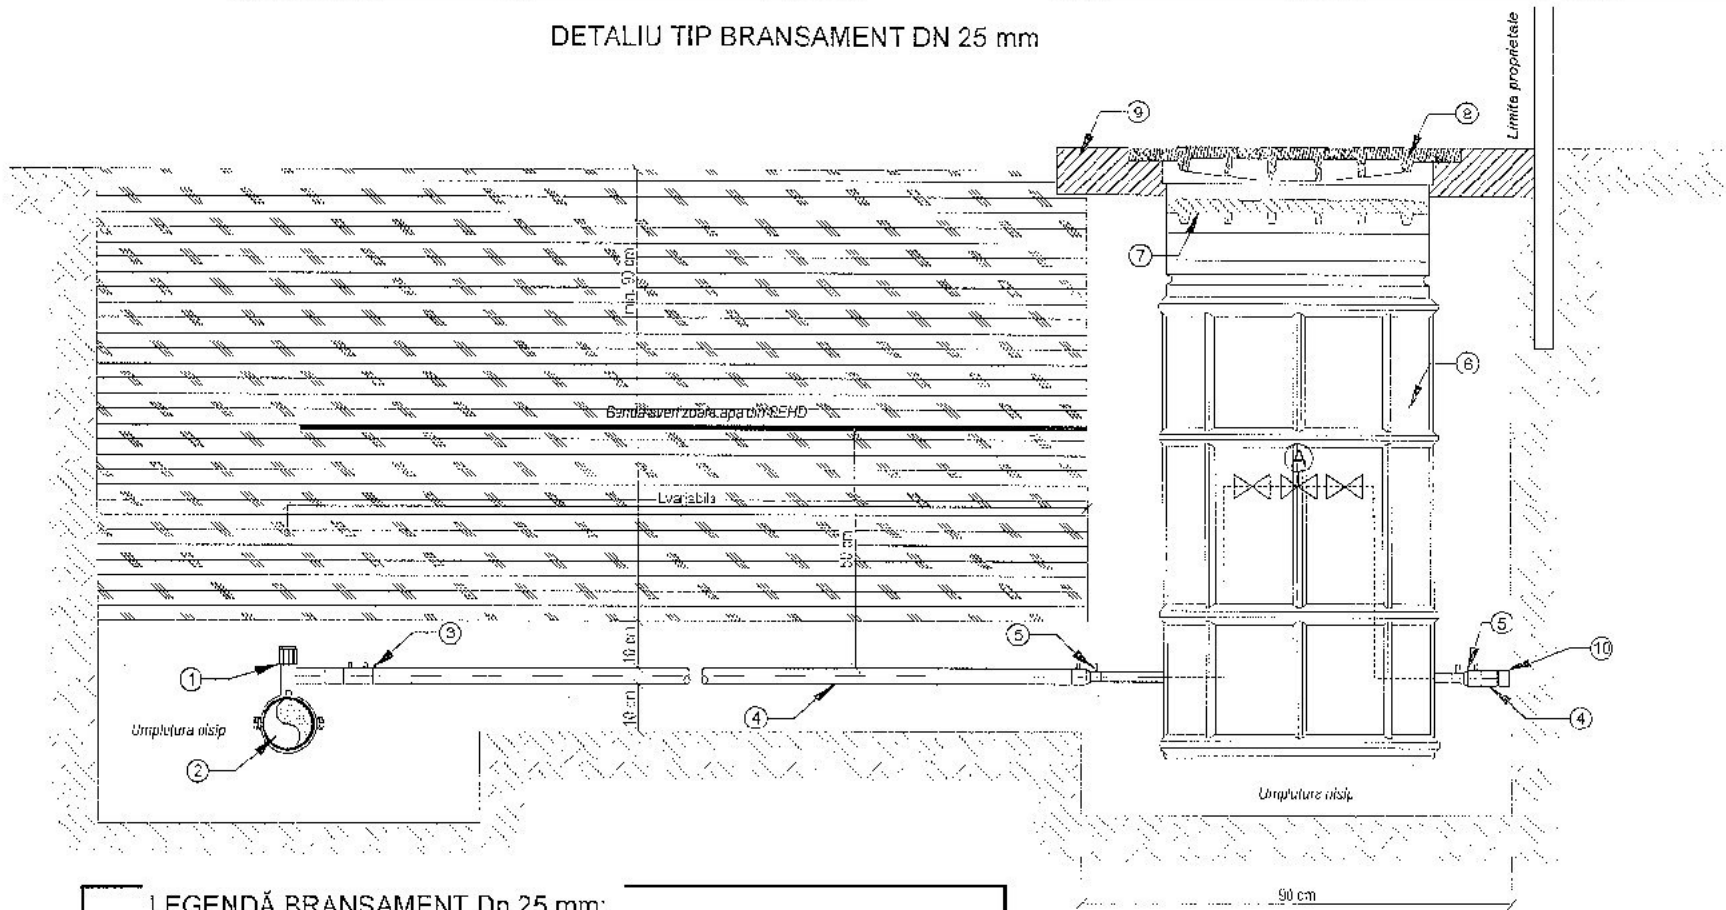 DETALIU TIP BRANSAMENT DN 25 mm
Limita proprietate
9
8
7
min. 90 cm
6
Banda avertizoare apa din PEHD
A
Lvariabila
cm
3
5
5
10 cm
1
10
4
10 cm
4
Umplutura nisip
2
Umplutura nisip
LEGENDĂ BRANSAMENT Dn 25 mm:
90 cm